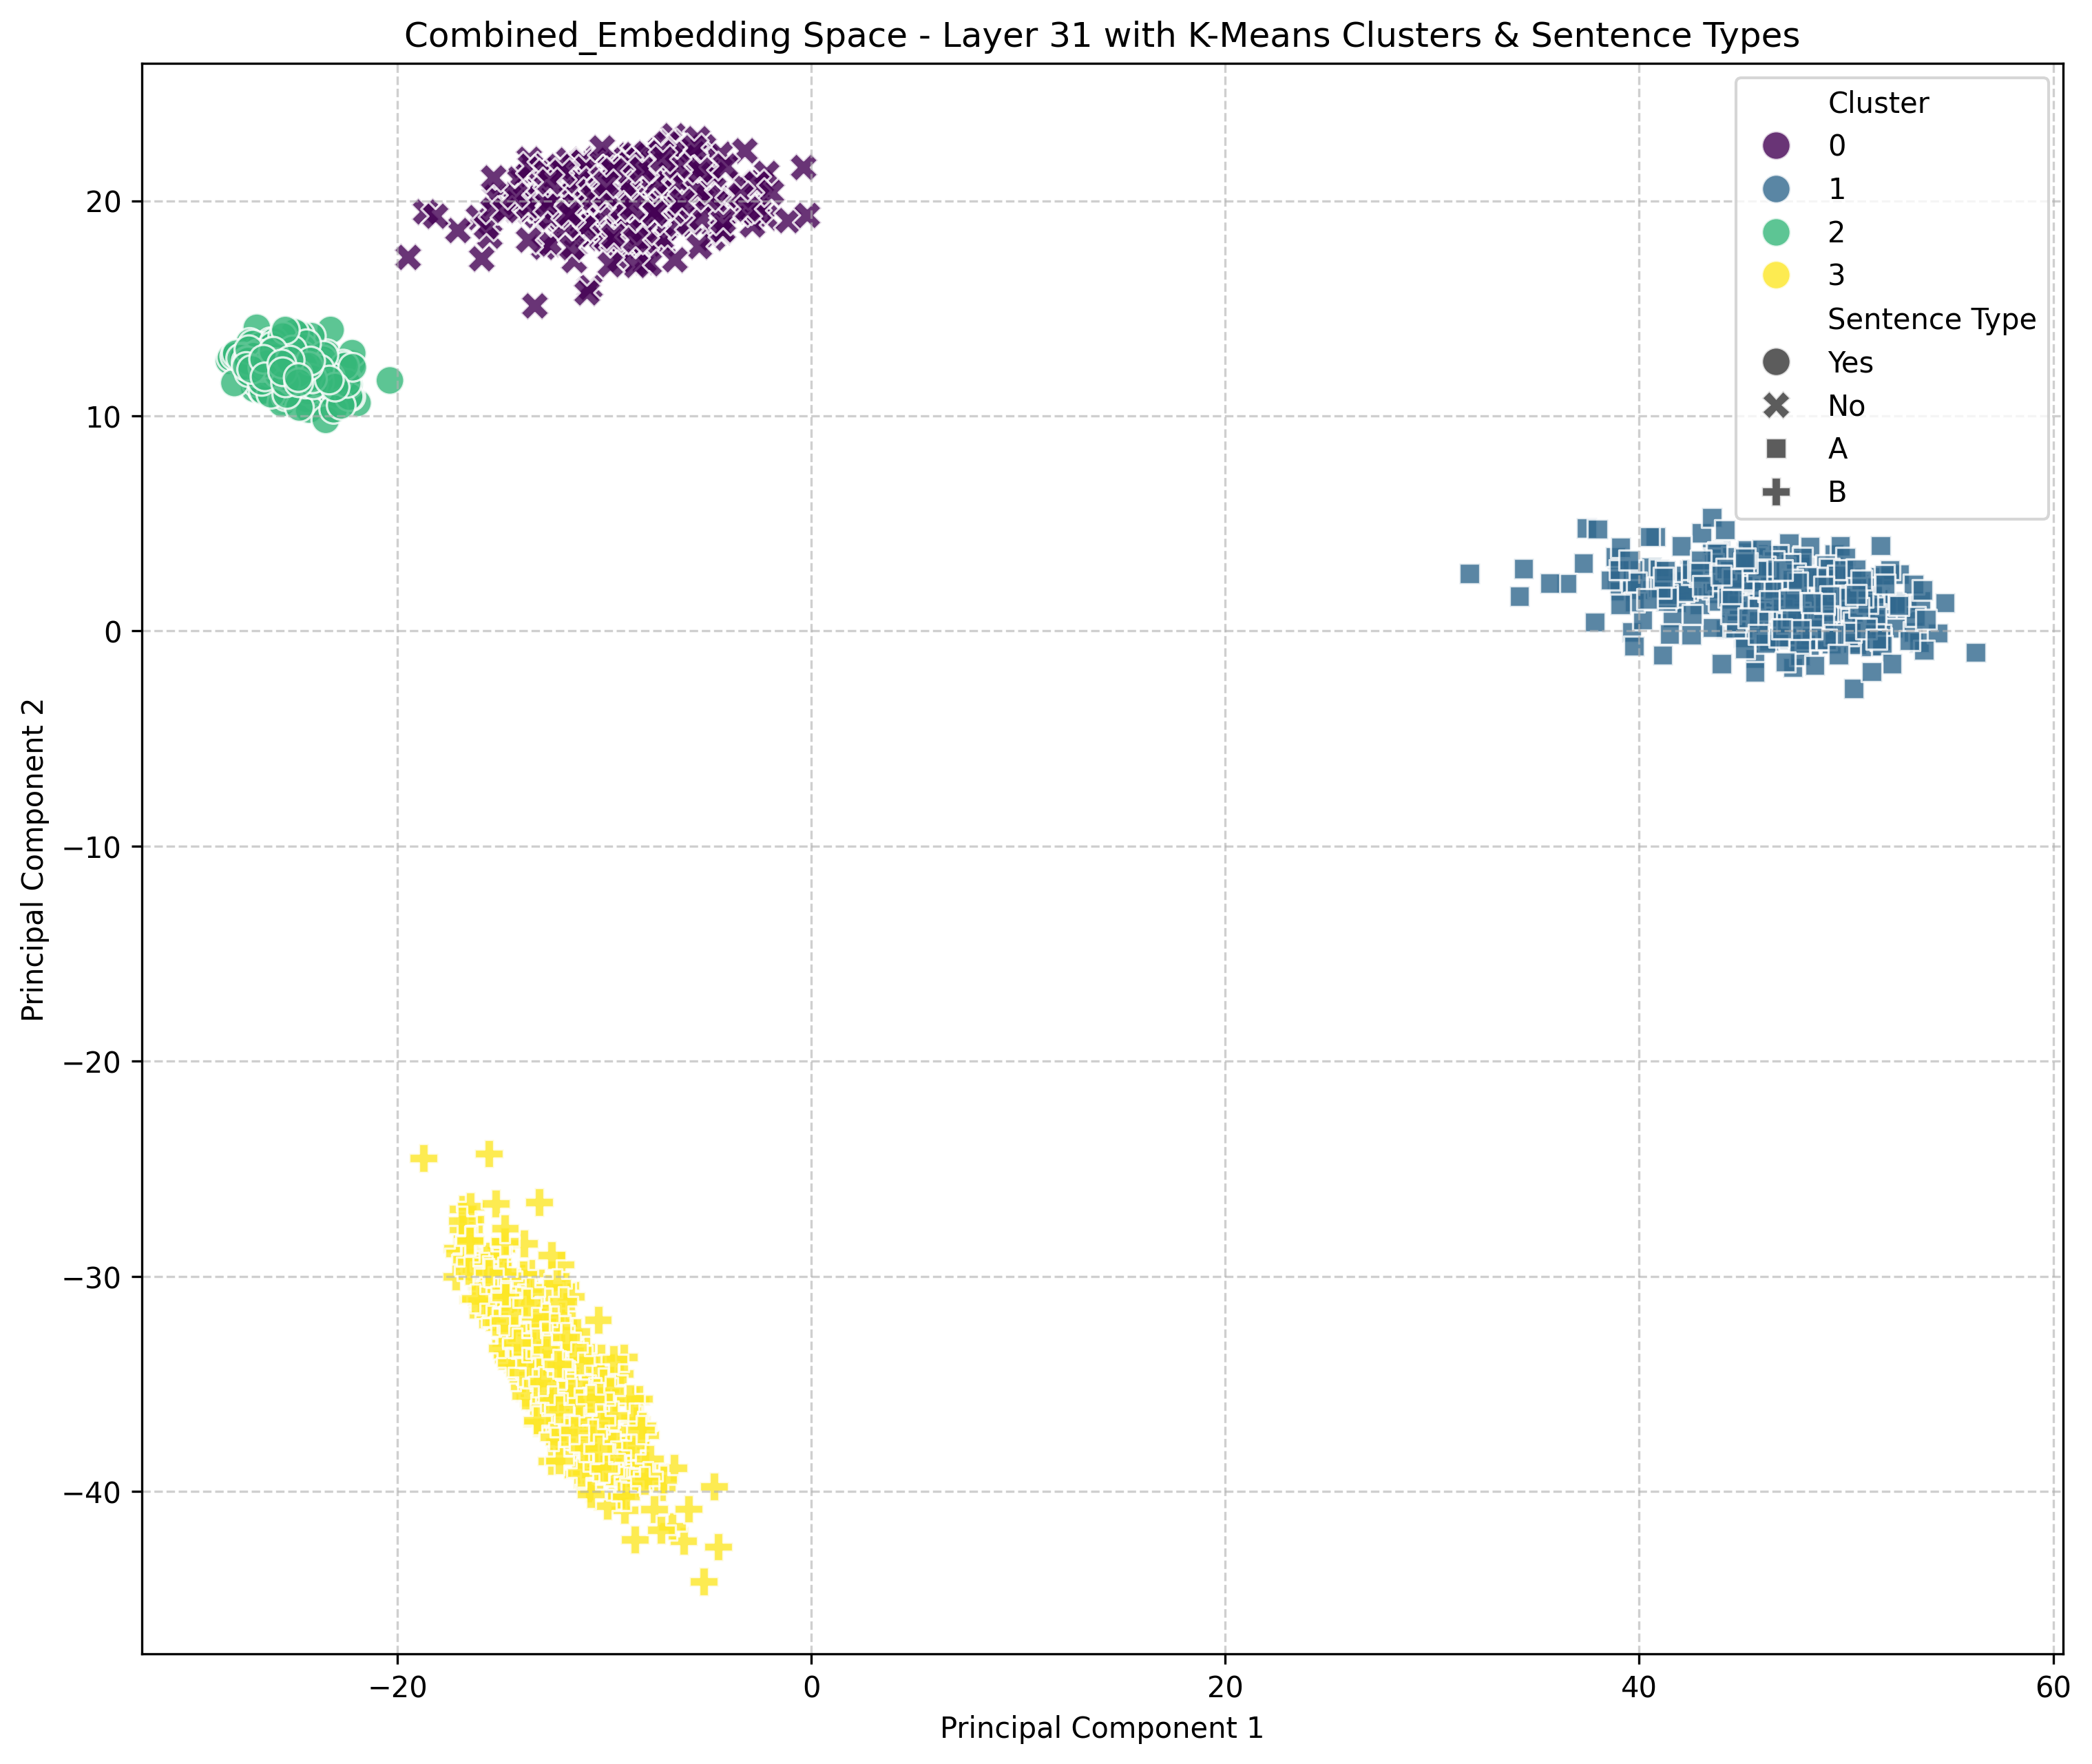 Combined_Embedding Space - Layer 31 with K-Means Clusters & Sentence Types
Cluster
0
1
2
3
Sentence Type
Yes
No
A
B
Principal Component 2
20
10
0
−10
−20
−30
−40
−20
0
20
40
60
Principal Component 1